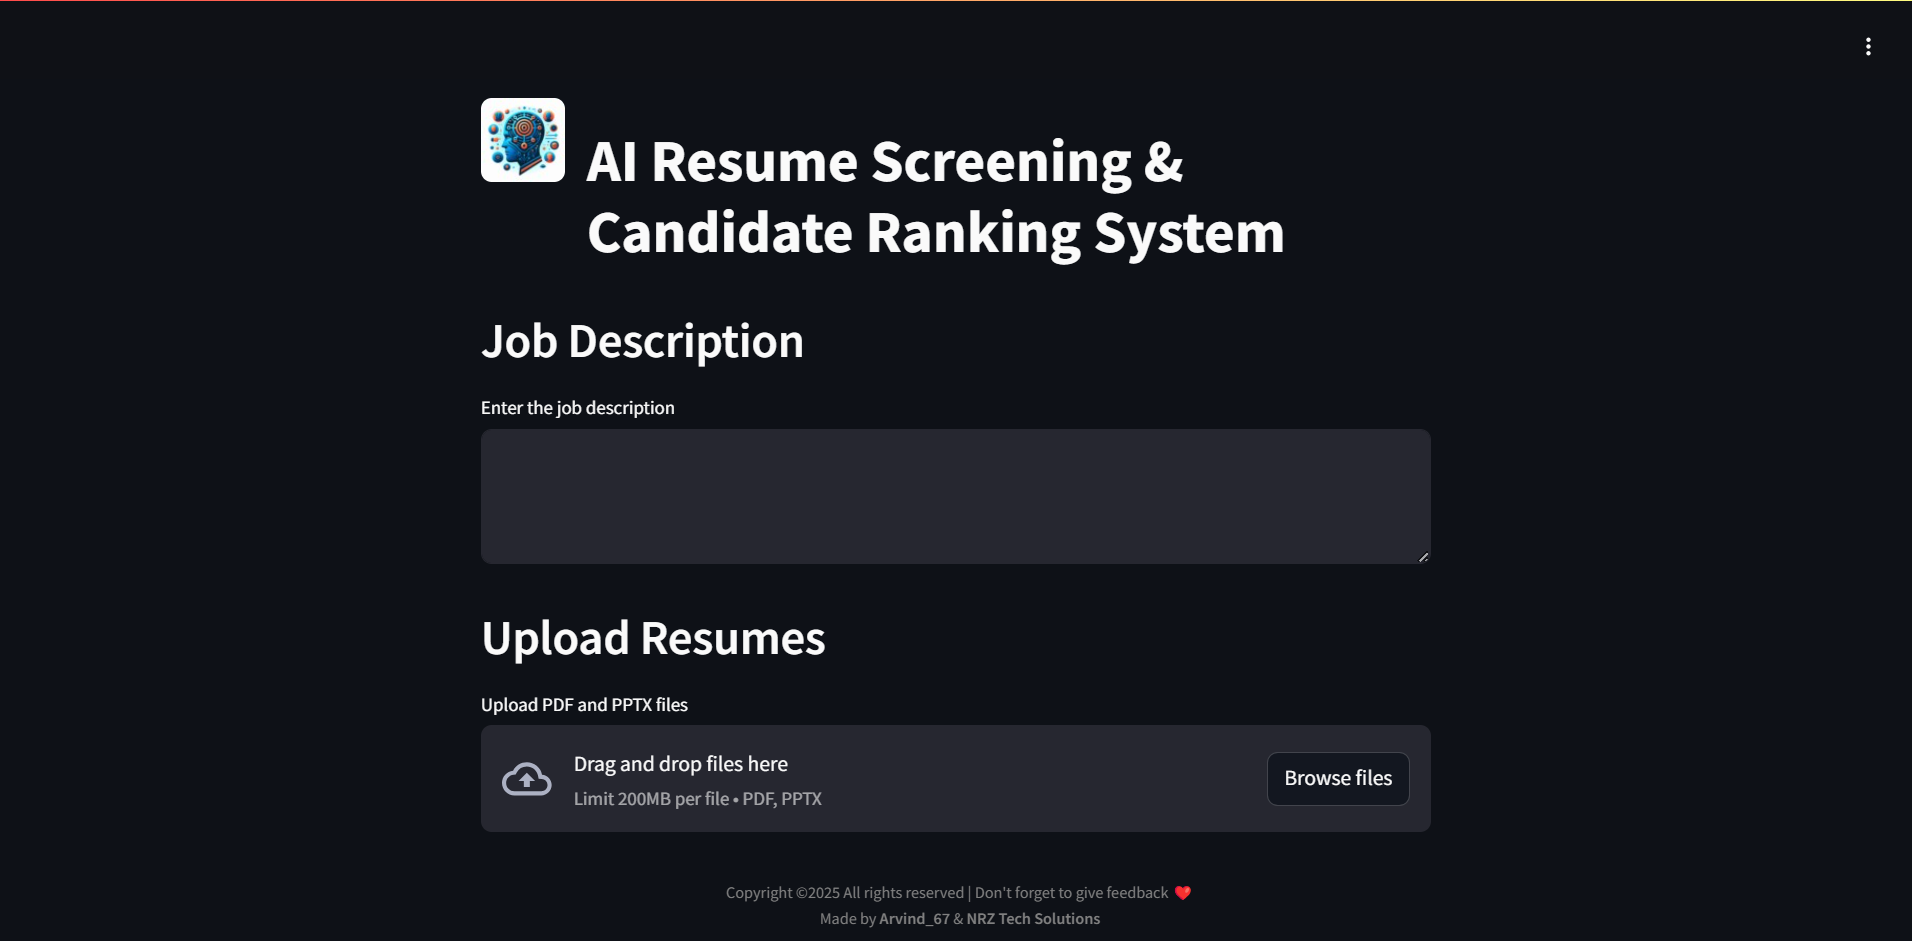 AI Resume Screening &
Candidate Ranking System
Job Description
Enter the job description
Upload Resumes
Upload PDF and PPTX files
Drag and drop files here
Limit 200MB per file • PDF, PPTX
Browse files
Copyright ©2025 All rights reserved | Don't forget to give feedback ❤️
Made by Arvind_67 & NRZ Tech Solutions